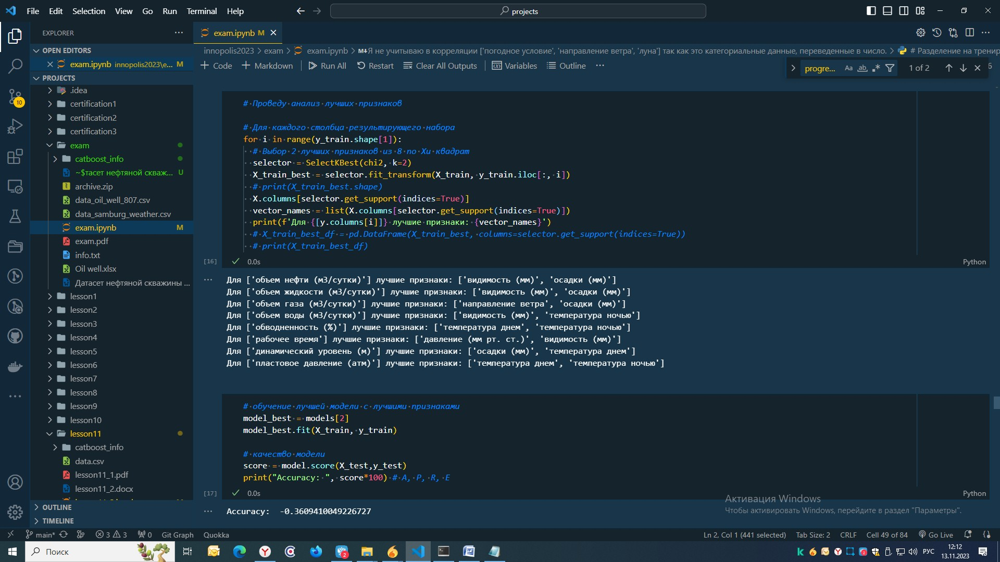 File Edit Selection View Go Run Terminal Help
projects
EXPLORER
exam.ipynb M
OPEN EDITORS
innopolis2023 > exam > exam.ipynb > M↓Я не учитываю в корреляции ['погодное условие', 'направление ветра', 'луна'] так как это категориальные данные, переведенные в число. > # Разделение на тренир
exam.ipynb innopolis2023\e... M
Code Markdown Run All Restart Clear All Outputs Variables Outline ...
progre... Aa ab 1 of 2
PROJECTS
.idea
certification1
certification2
certification3
exam
catboost_info
~$тасет нефтяной скваж... U
archive.zip
data_oil_well_807.csv
data_samburg_weather.csv
exam.ipynb M
exam.pdf
info.txt
Oil well.xlsx
Датасет нефтяной скважины ...
lesson1
lesson2
lesson3
lesson4
lesson5
lesson6
lesson7
lesson8
lesson9
lesson10
lesson11
catboost_info
data.csv
lesson11_1.pdf
lesson11_2.docx
OUTLINE
TIMELINE
10
# Проведу анализ лучших признаков
# Для каждого столбца результирующего набора
for i in range(y_train.shape[1]):
# Выбор 2 лучших признаков из 8 по Хи квадрат
selector = SelectKBest(chi2, k=2)
X_train_best = selector.fit_transform(X_train, y_train.iloc[:, i])
# print(X_train_best.shape)
X.columns[selector.get_support(indices=True)]
vector_names = list(X.columns[selector.get_support(indices=True)])
print(f'Для {[y.columns[i]]} лучшие признаки: {vector_names}')
# X_train_best_df = pd.DataFrame(X_train_best, columns=selector.get_support(indices=True))
# print(X_train_best_df)
[16] 0.0s Python
Для ['объем нефти (м3/сутки)'] лучшие признаки: ['видимость (мм)', 'осадки (мм)']
Для ['объем жидкости (м3/сутки)'] лучшие признаки: ['видимость (мм)', 'осадки (мм)']
Для ['объем газа (м3/сутки)'] лучшие признаки: ['направление ветра', 'осадки (мм)']
Для ['объем воды (м3/сутки)'] лучшие признаки: ['видимость (мм)', 'температура ночью']
Для ['обводненность (%)'] лучшие признаки: ['температура днем', 'температура ночью']
Для ['рабочее время'] лучшие признаки: ['давление (мм рт. ст.)', 'видимость (мм)']
Для ['динамический уровень (м)'] лучшие признаки: ['осадки (мм)', 'температура днем']
Для ['пластовое давление (атм)'] лучшие признаки: ['температура днем', 'температура ночью']
# обучение лучшей модели с лучшими признаками
model_best = models[2]
model_best.fit(X_train, y_train)
# качество модели
score = model.score(X_test,y_test)
print("Accuracy: ", score*100) # A, P, R, E
[17] 0.0s Python
Accuracy: -0.3609410049226727
Активация Windows
Чтобы активировать Windows, перейдите в раздел "Параметры".
main* 3 3 0 Git Graph Quokka Ln 2, Col 1 (441 selected) Tab Size: 2 CRLF Cell 49 of 84 Go Live
Поиск
РУС 12:12
13.11.2023